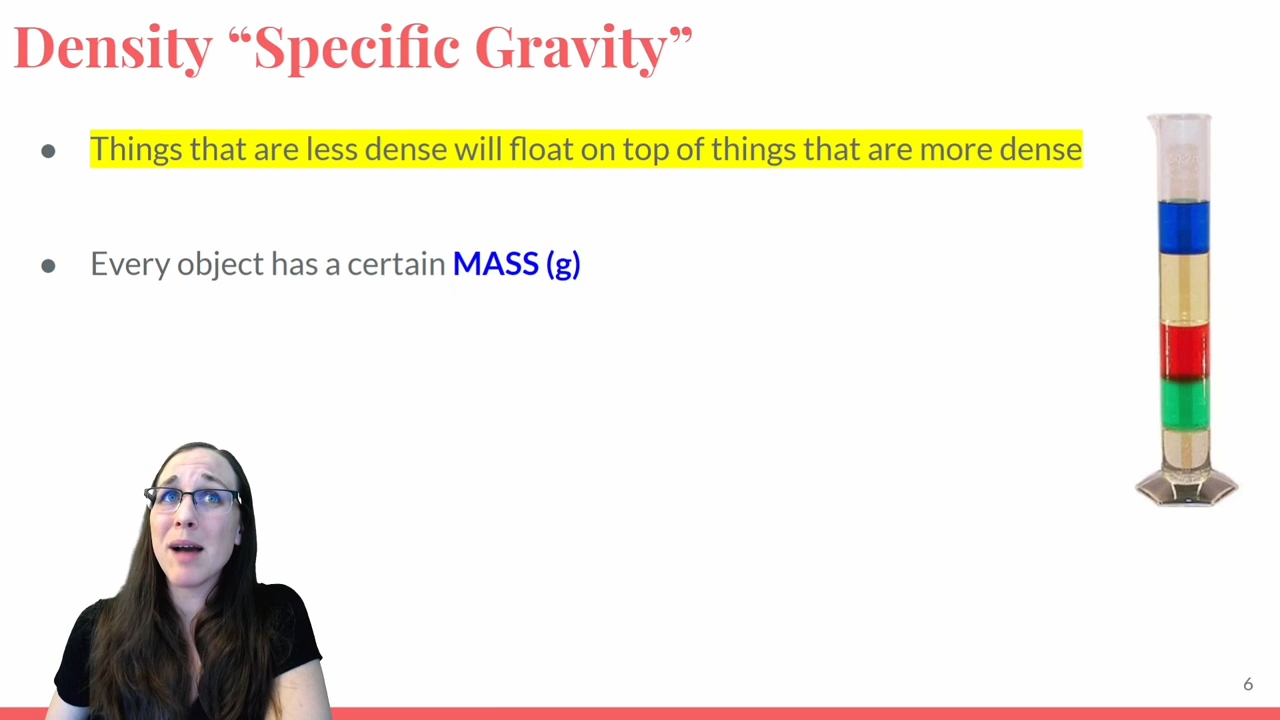 Density “Specific Gravity”
● Things that are less dense will float on top of things that are more dense
● Every object has a certain MASS (g)
6